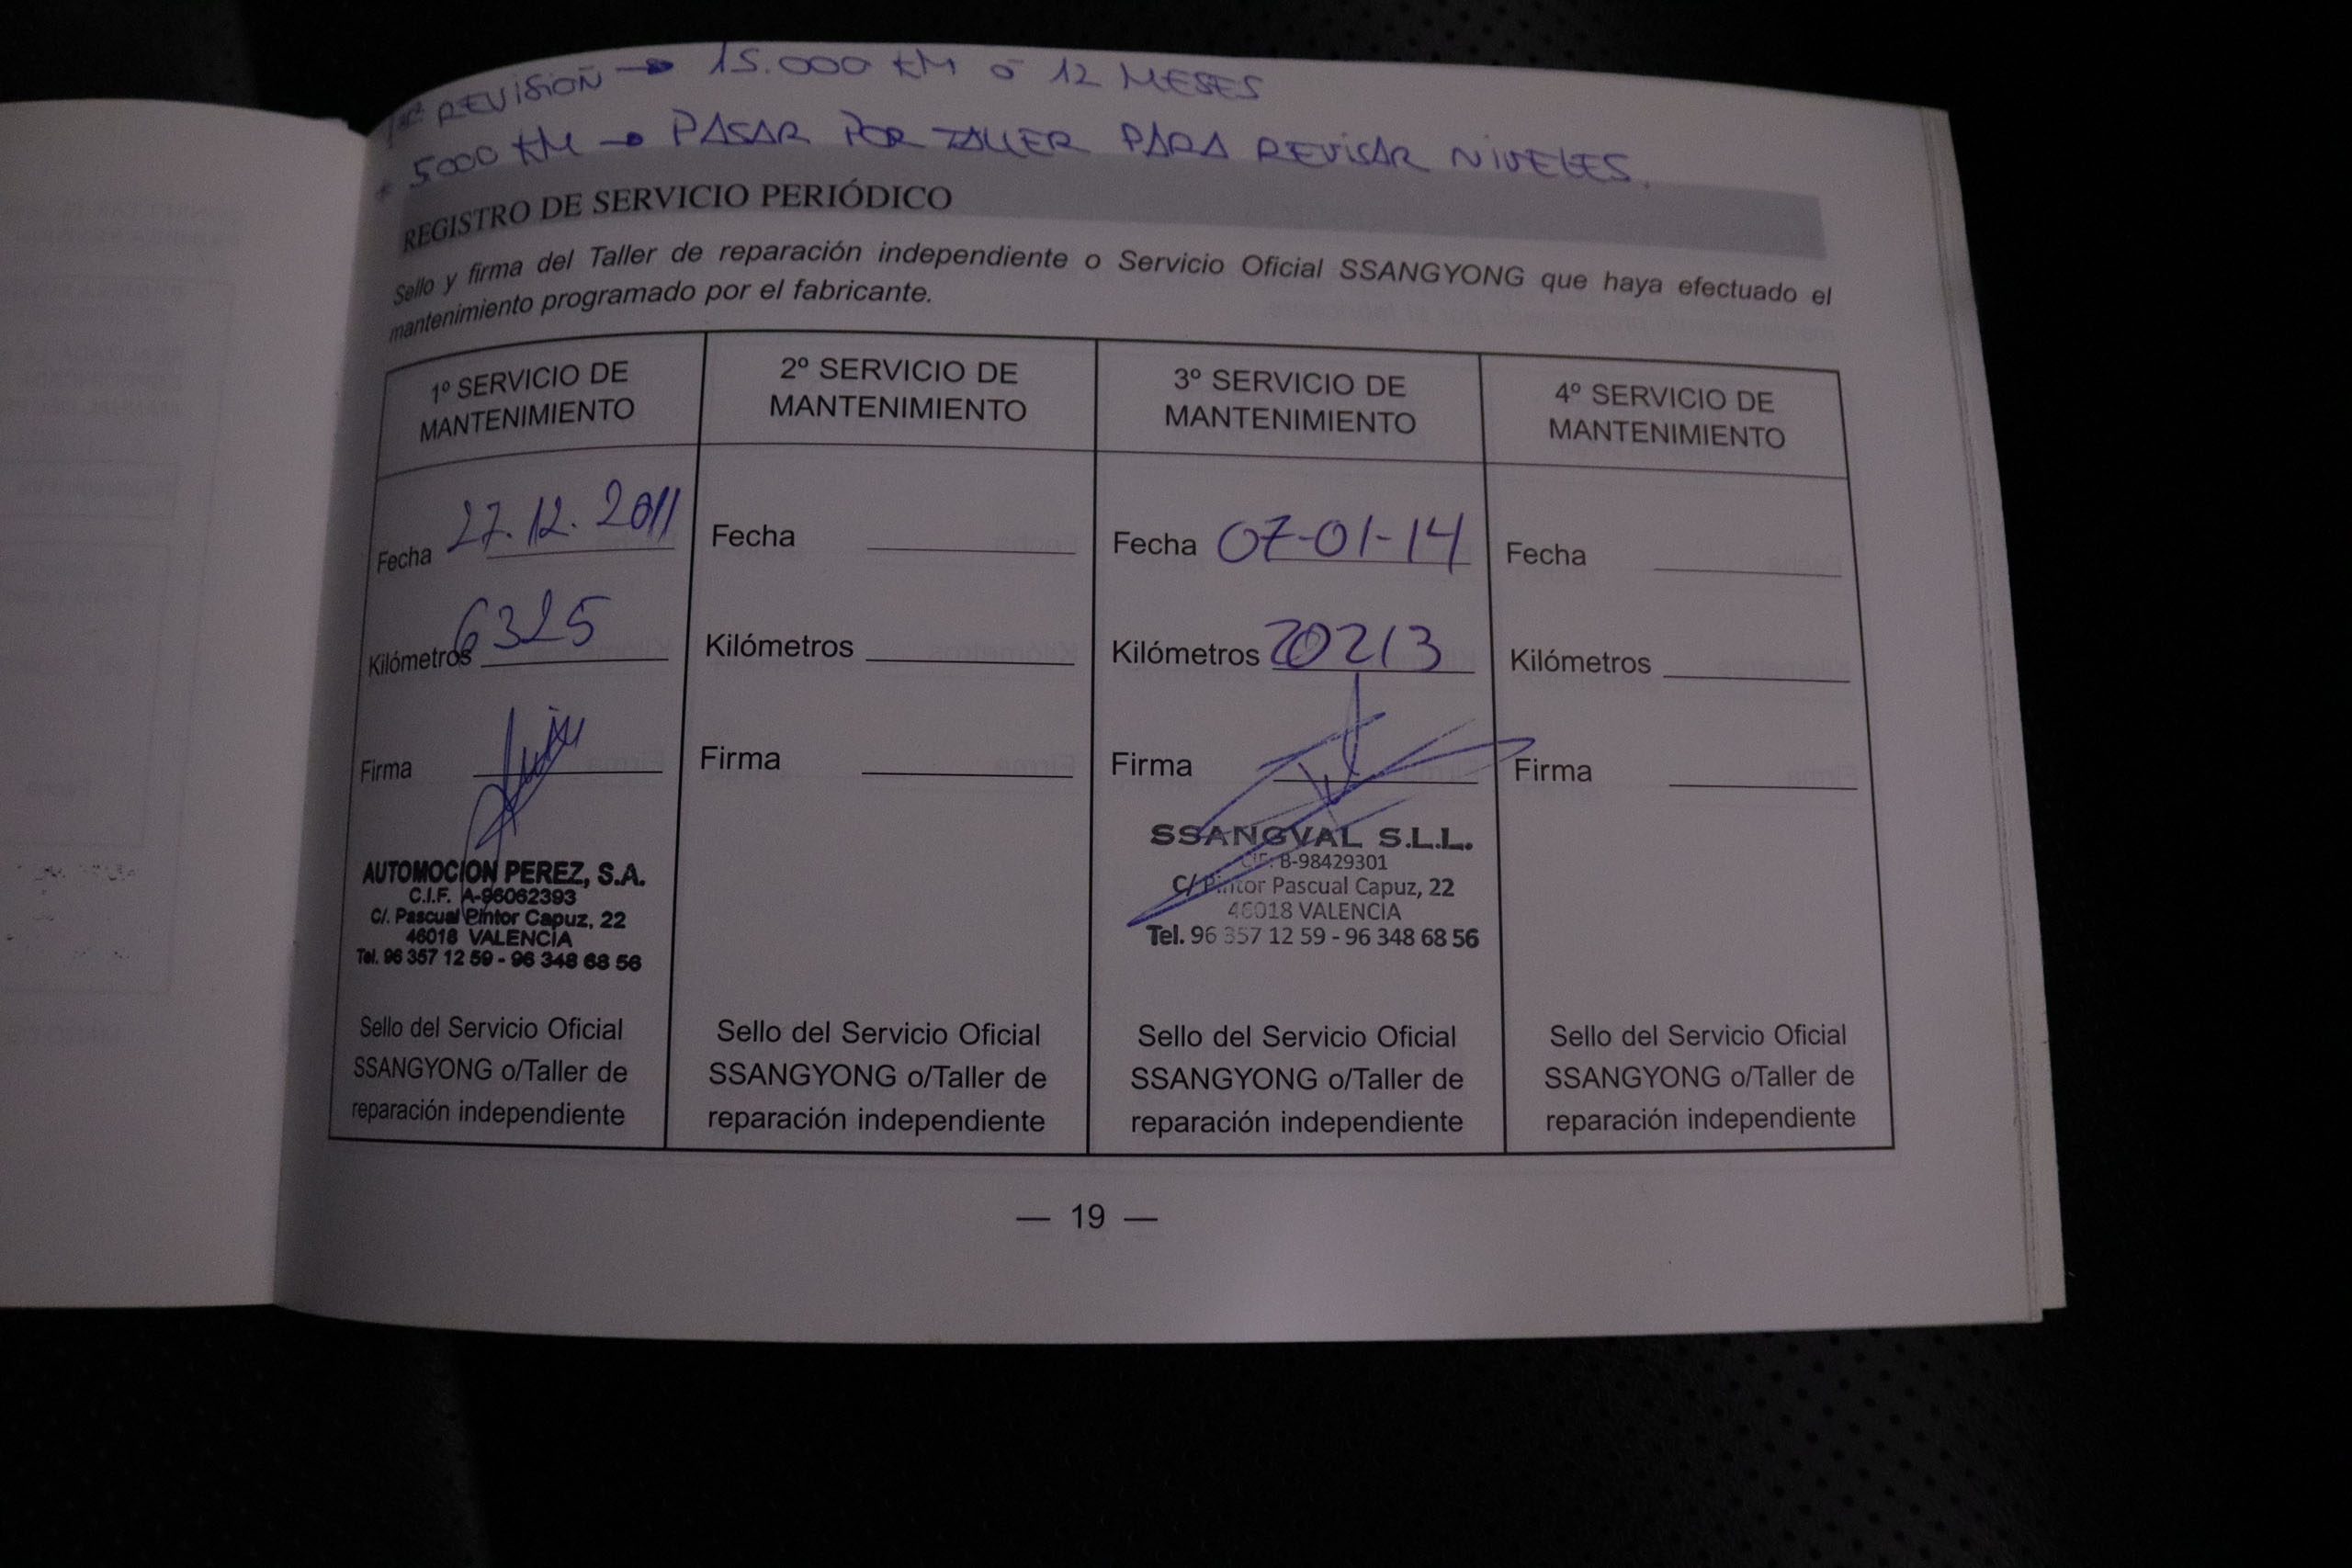 1ª REVISIÓN → 15.000 KM ó 12 MESES
* 5000 KM → PASAR POR TALLER PARA REVISAR NIVELES.
REGISTRO DE SERVICIO PERIÓDICO
Sello y firma del Taller de reparación independiente o Servicio Oficial SSANGYONG que haya efectuado el
mantenimiento programado por el fabricante.
1º SERVICIO DE
MANTENIMIENTO
Fecha 27.12.2011
Kilómetros 6325
Firma
AUTOMOCION PEREZ, S.A.
C.I.F. A-96062393
C/. Pascual Pintor Capuz, 22
46018 VALENCIA
Tel. 96 357 12 59 - 96 348 68 56
Sello del Servicio Oficial
SSANGYONG o/Taller de
reparación independiente
2º SERVICIO DE
MANTENIMIENTO
Fecha
Kilómetros
Firma
Sello del Servicio Oficial
SSANGYONG o/Taller de
reparación independiente
3º SERVICIO DE
MANTENIMIENTO
Fecha 07-01-14
Kilómetros 20213
Firma
SSANGVAL S.L.L.
CIF: B-98429301
C/ Pintor Pascual Capuz, 22
46018 VALENCIA
Tel. 96 357 12 59 - 96 348 68 56
Sello del Servicio Oficial
SSANGYONG o/Taller de
reparación independiente
4º SERVICIO DE
MANTENIMIENTO
Fecha
Kilómetros
Firma
Sello del Servicio Oficial
SSANGYONG o/Taller de
reparación independiente
— 19 —